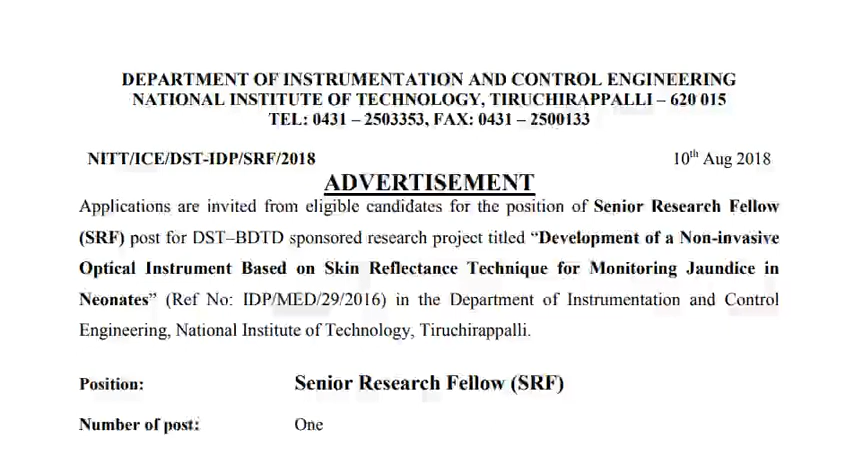 DEPARTMENT OF INSTRUMENTATION AND CONTROL ENGINEERING
NATIONAL INSTITUTE OF TECHNOLOGY, TIRUCHIRAPPALLI – 620 015
TEL: 0431 – 2503353, FAX: 0431 – 2500133
NITT/ICE/DST-IDP/SRF/2018 10th Aug 2018
ADVERTISEMENT
Applications are invited from eligible candidates for the position of Senior Research Fellow
(SRF) post for DST–BDTD sponsored research project titled “Development of a Non-invasive
Optical Instrument Based on Skin Reflectance Technique for Monitoring Jaundice in
Neonates” (Ref No: IDP/MED/29/2016) in the Department of Instrumentation and Control
Engineering, National Institute of Technology, Tiruchirappalli.
Position: Senior Research Fellow (SRF)
Number of post: One